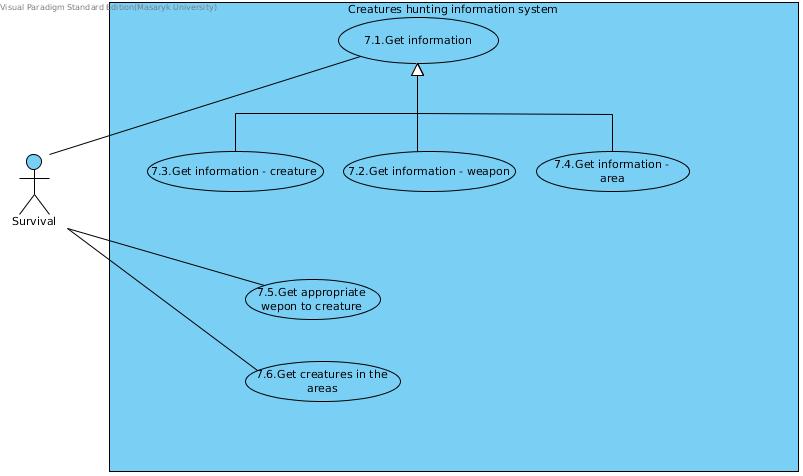 Visual Paradigm Standard Edition(Masaryk University)
Creatures hunting information system
7.1.Get information
7.3.Get information - creature
7.2.Get information - weapon
7.4.Get information -
area
Survival
7.5.Get appropriate
wepon to creature
7.6.Get creatures in the
areas